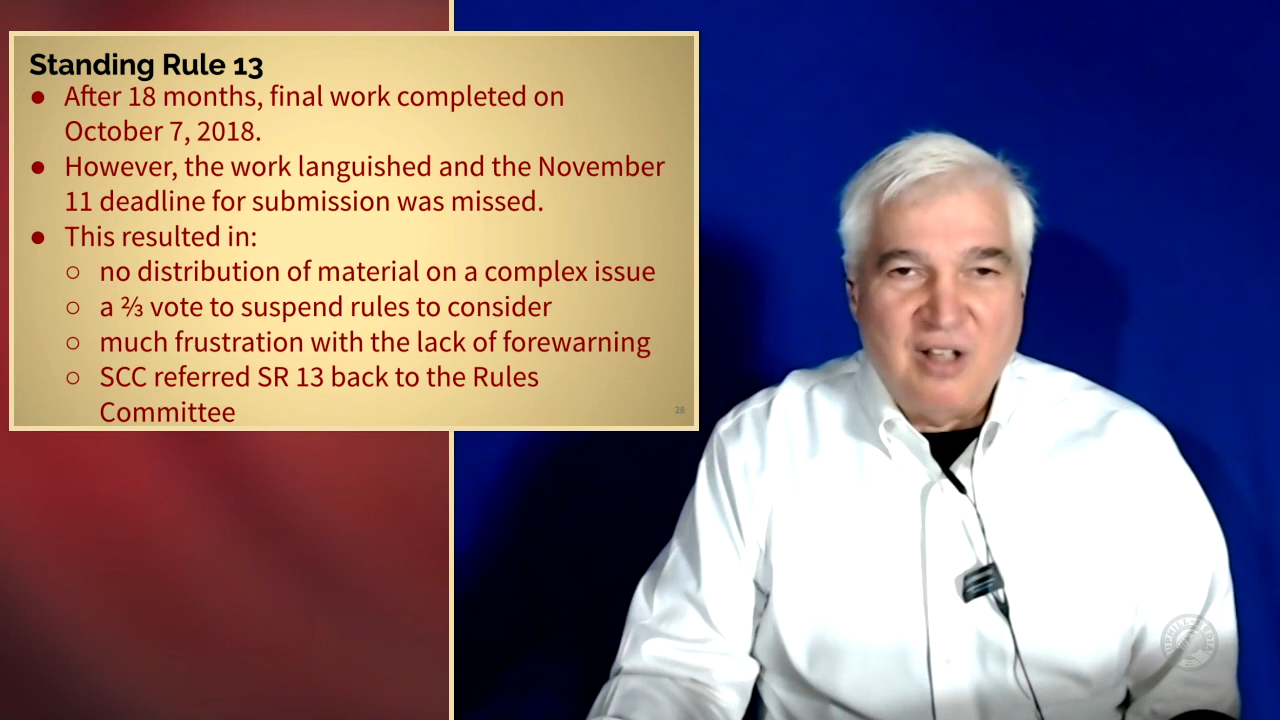 Standing Rule 13
● After 18 months, final work completed on
October 7, 2018.
● However, the work languished and the November
11 deadline for submission was missed.
● This resulted in:
○ no distribution of material on a complex issue
○ a ⅔ vote to suspend rules to consider
○ much frustration with the lack of forewarning
○ SCC referred SR 13 back to the Rules
Committee
28